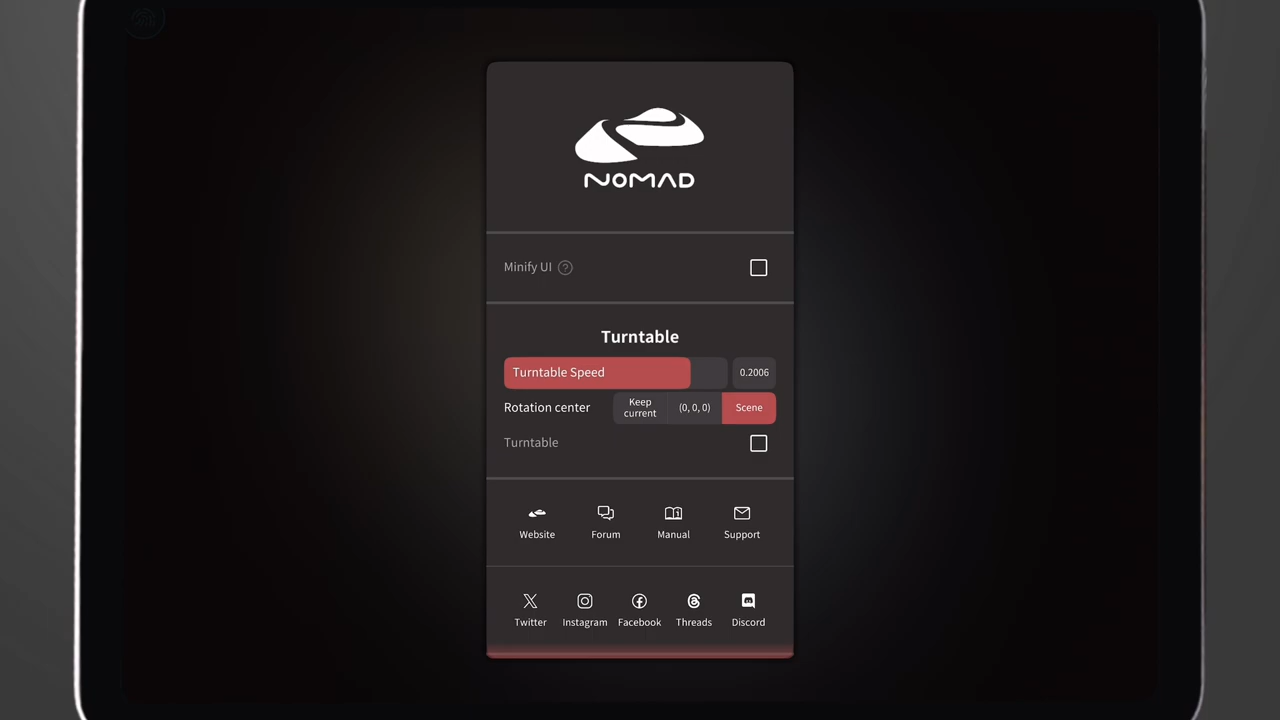 NOMAD
Minify UI ?
Turntable
Turntable Speed 0.2006
Rotation center Keep current (0, 0, 0) Scene
Turntable
Website Forum Manual Support
Twitter Instagram Facebook Threads Discord